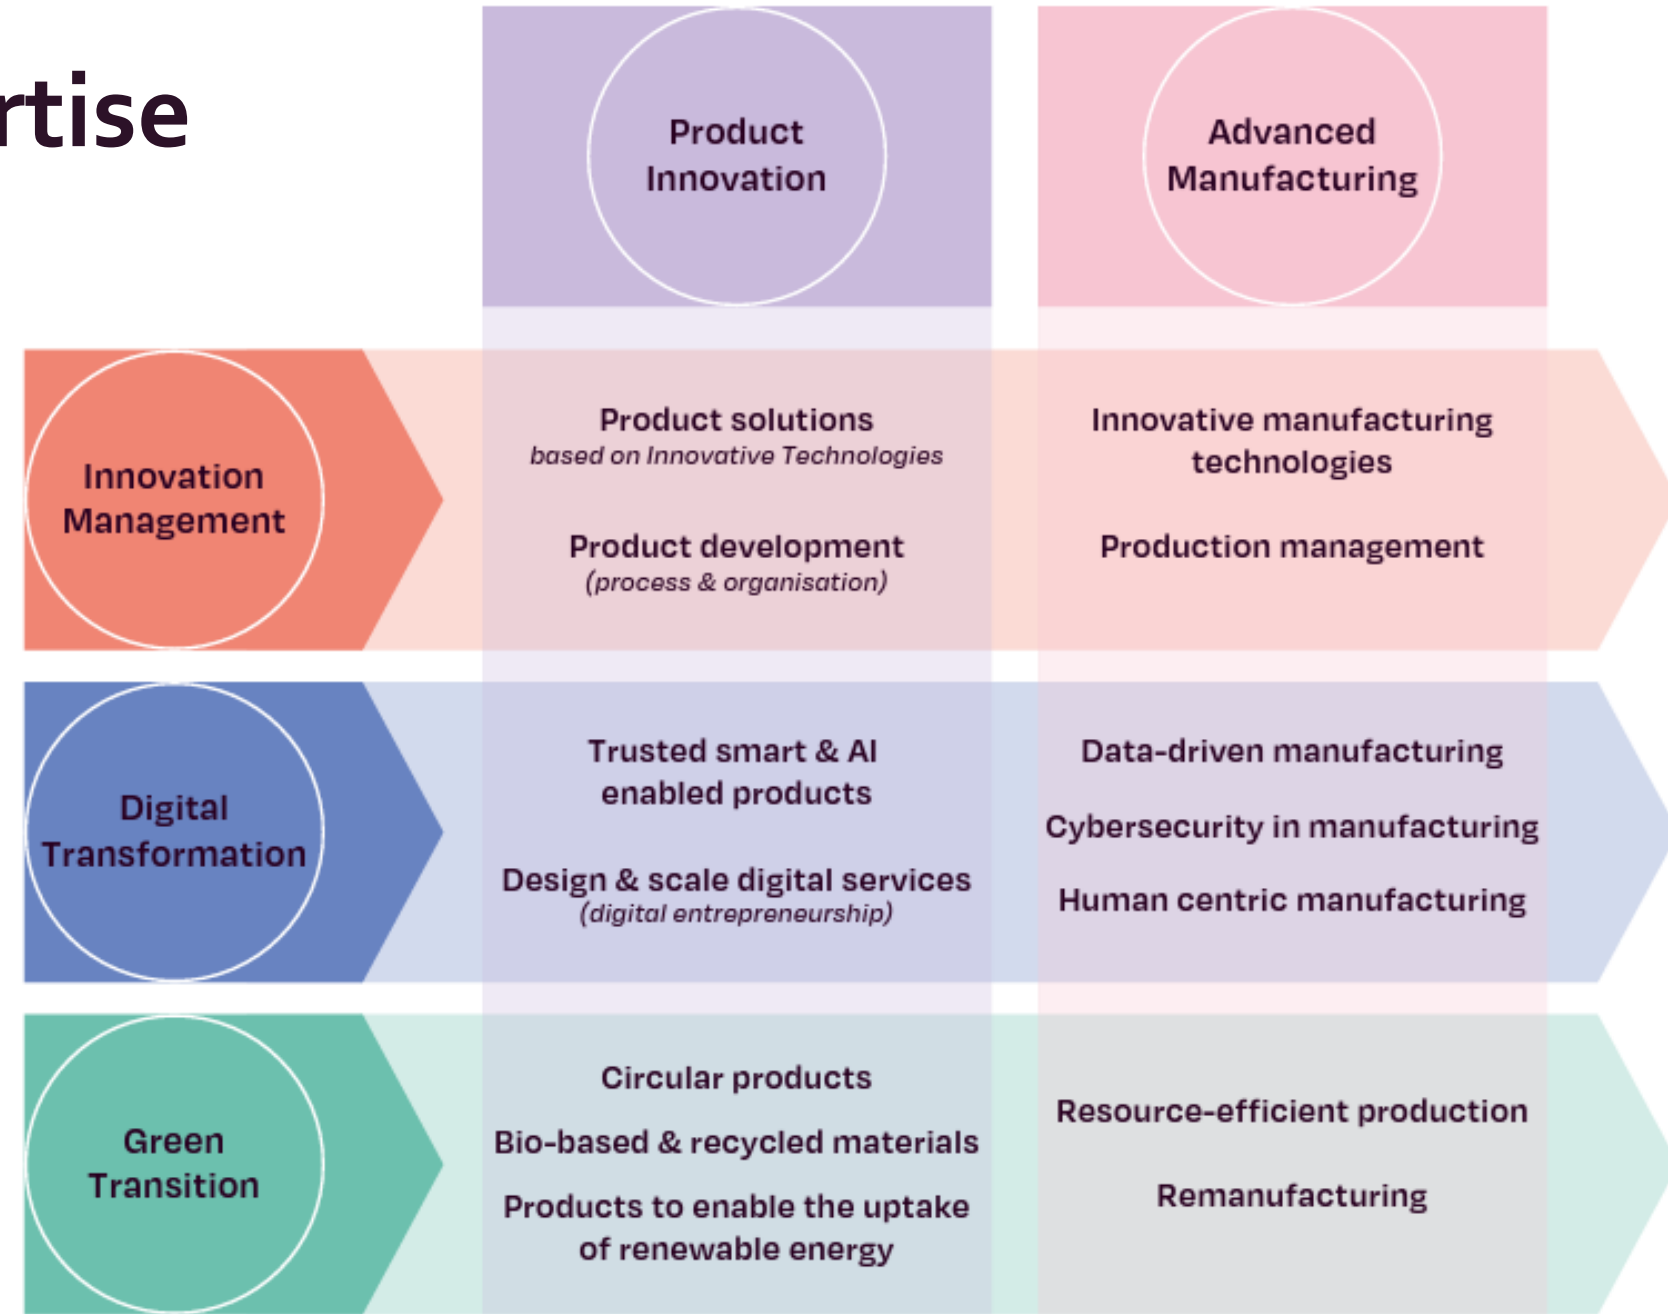 rtise
Product
Innovation
Advanced
Manufacturing
Innovation
Management
Product solutions
based on Innovative Technologies
Product development
(process & organisation)
Innovative manufacturing
technologies
Production management
Digital
Transformation
Trusted smart & AI
enabled products
Design & scale digital services
(digital entrepreneurship)
Data-driven manufacturing
Cybersecurity in manufacturing
Human centric manufacturing
Green
Transition
Circular products
Bio-based & recycled materials
Products to enable the uptake
of renewable energy
Resource-efficient production
Remanufacturing